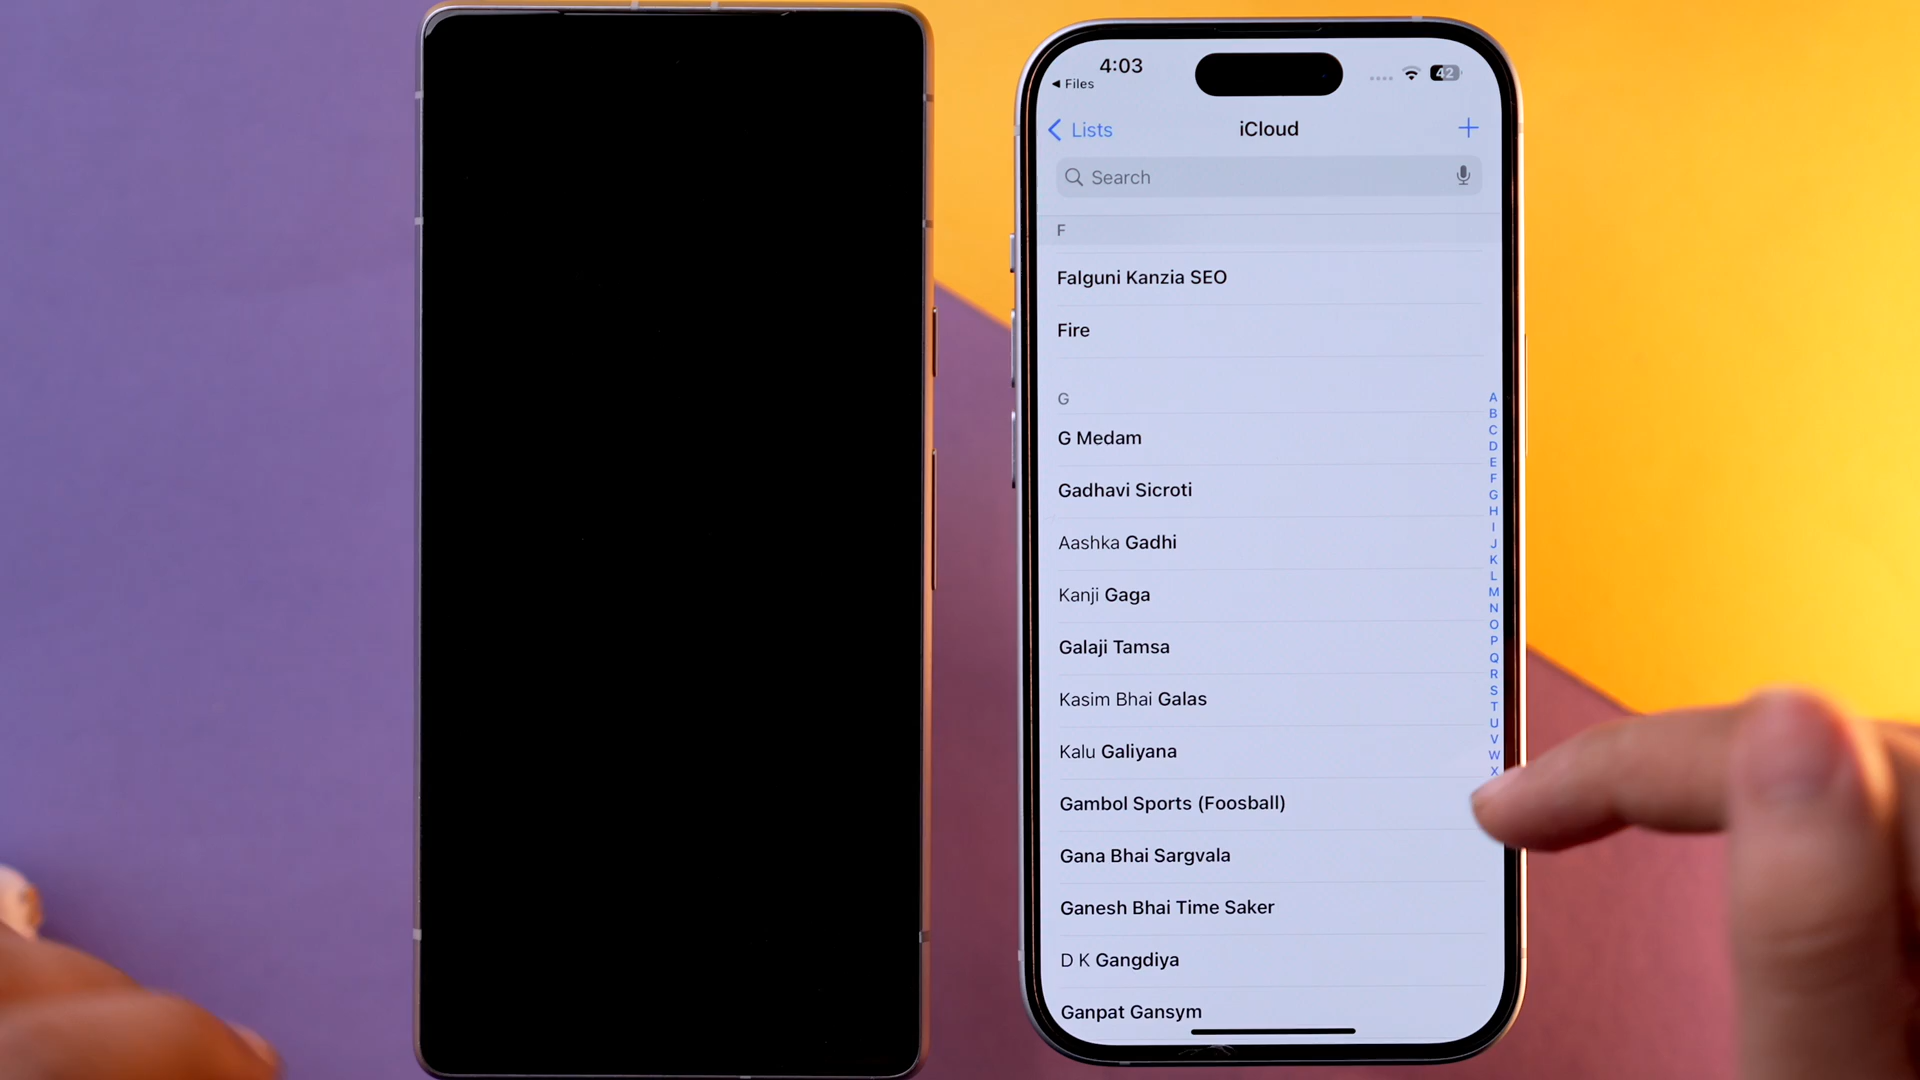 4:03
◀ Files
42
Lists
iCloud
+
Search
F
Falguni Kanzia SEO
Fire
G
G Medam
Gadhavi Sicroti
Aashka Gadhi
Kanji Gaga
Galaji Tamsa
Kasim Bhai Galas
Kalu Galiyana
Gambol Sports (Foosball)
Gana Bhai Sargvala
Ganesh Bhai Time Saker
D K Gangdiya
Ganpat Gansym
A
B
C
D
E
F
G
H
I
J
K
L
M
N
O
P
Q
R
S
T
U
V
W
X